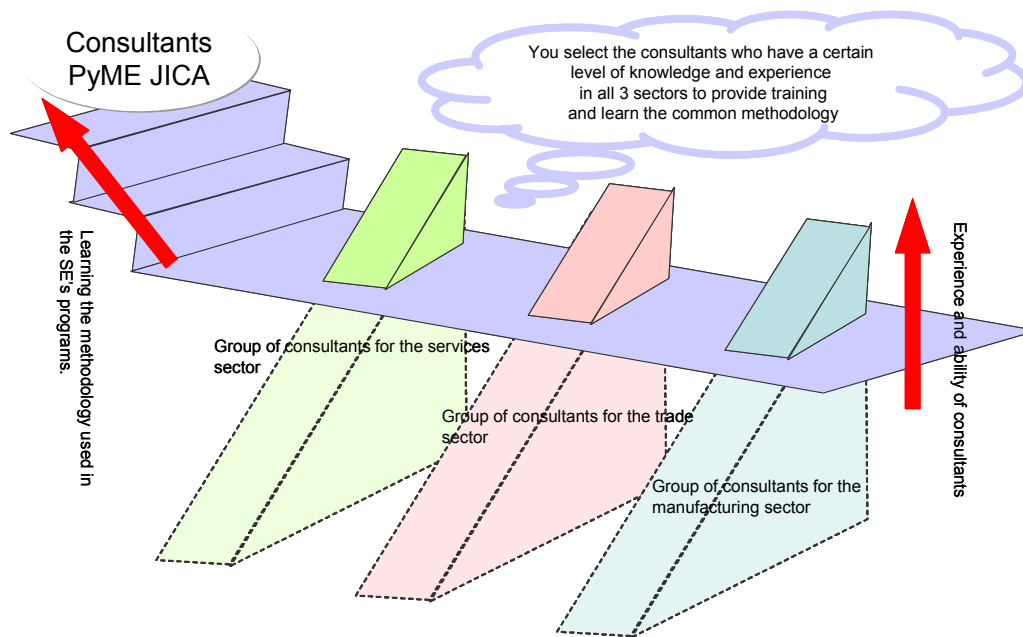 Consultants
PyME JICA
You select the consultants who have a certain
level of knowledge and experience
in all 3 sectors to provide training
and learn the common methodology
Learning the methodology used in
the SE's programs.
Experience and ability of consultants
Group of consultants for the services
sector
Group of consultants for the trade
sector
Group of consultants for the
manufacturing sector